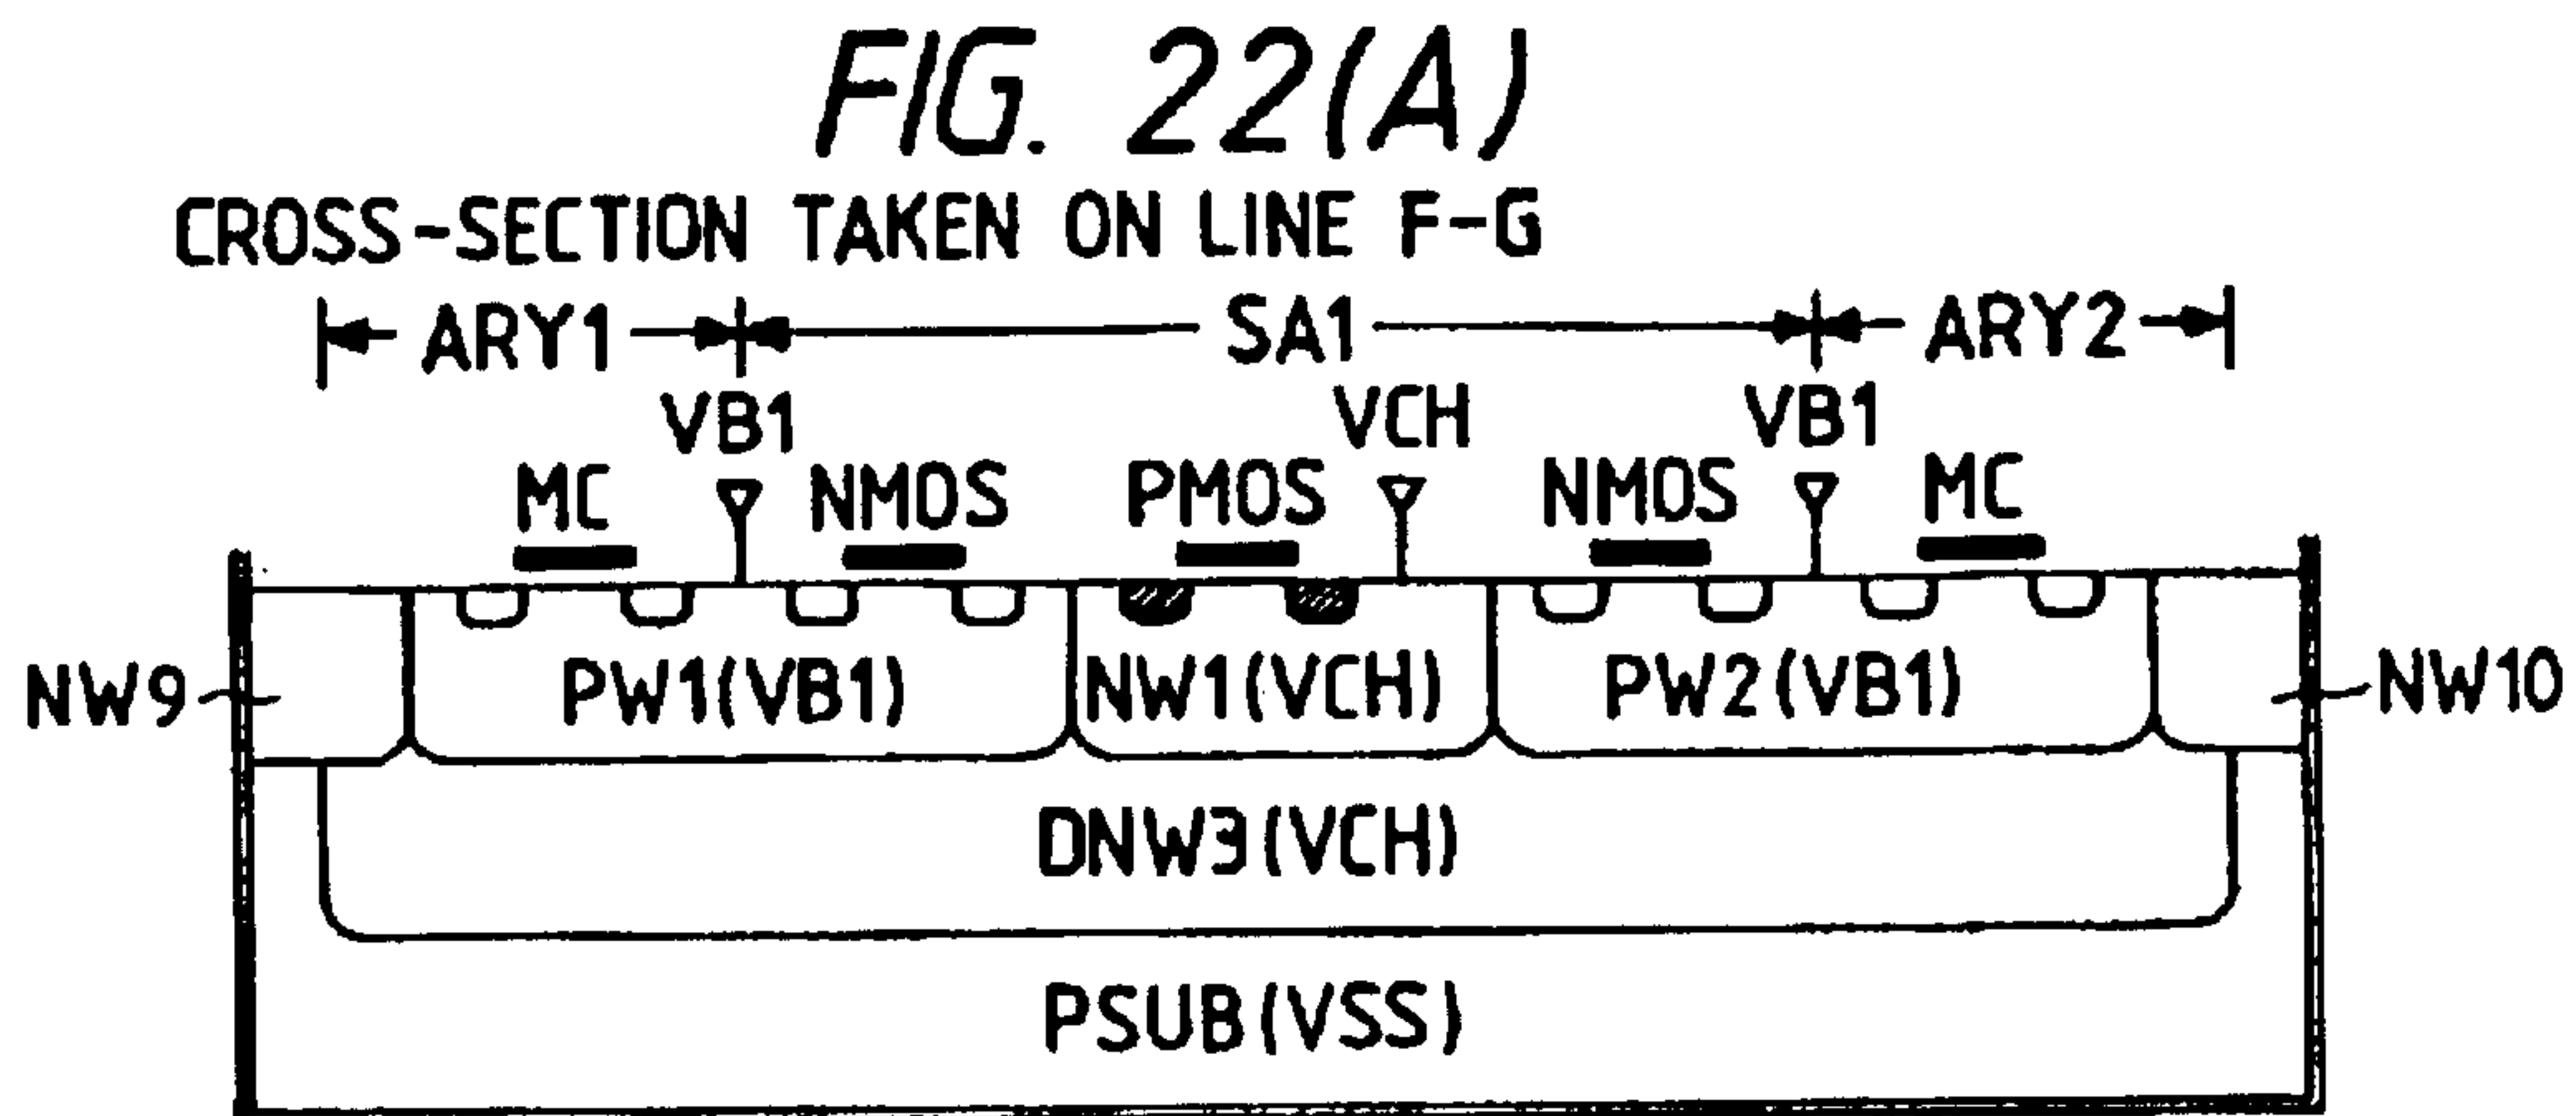 FIG. 22(A)
CROSS-SECTION TAKEN ON LINE F-G
ARY1 SA1 ARY2
VB1 VCH VB1
MC NMOS PMOS NMOS MC
NW9 PW1(VB1) NW1(VCH) PW2(VB1) NW10
DNW3(VCH)
PSUB(VSS)